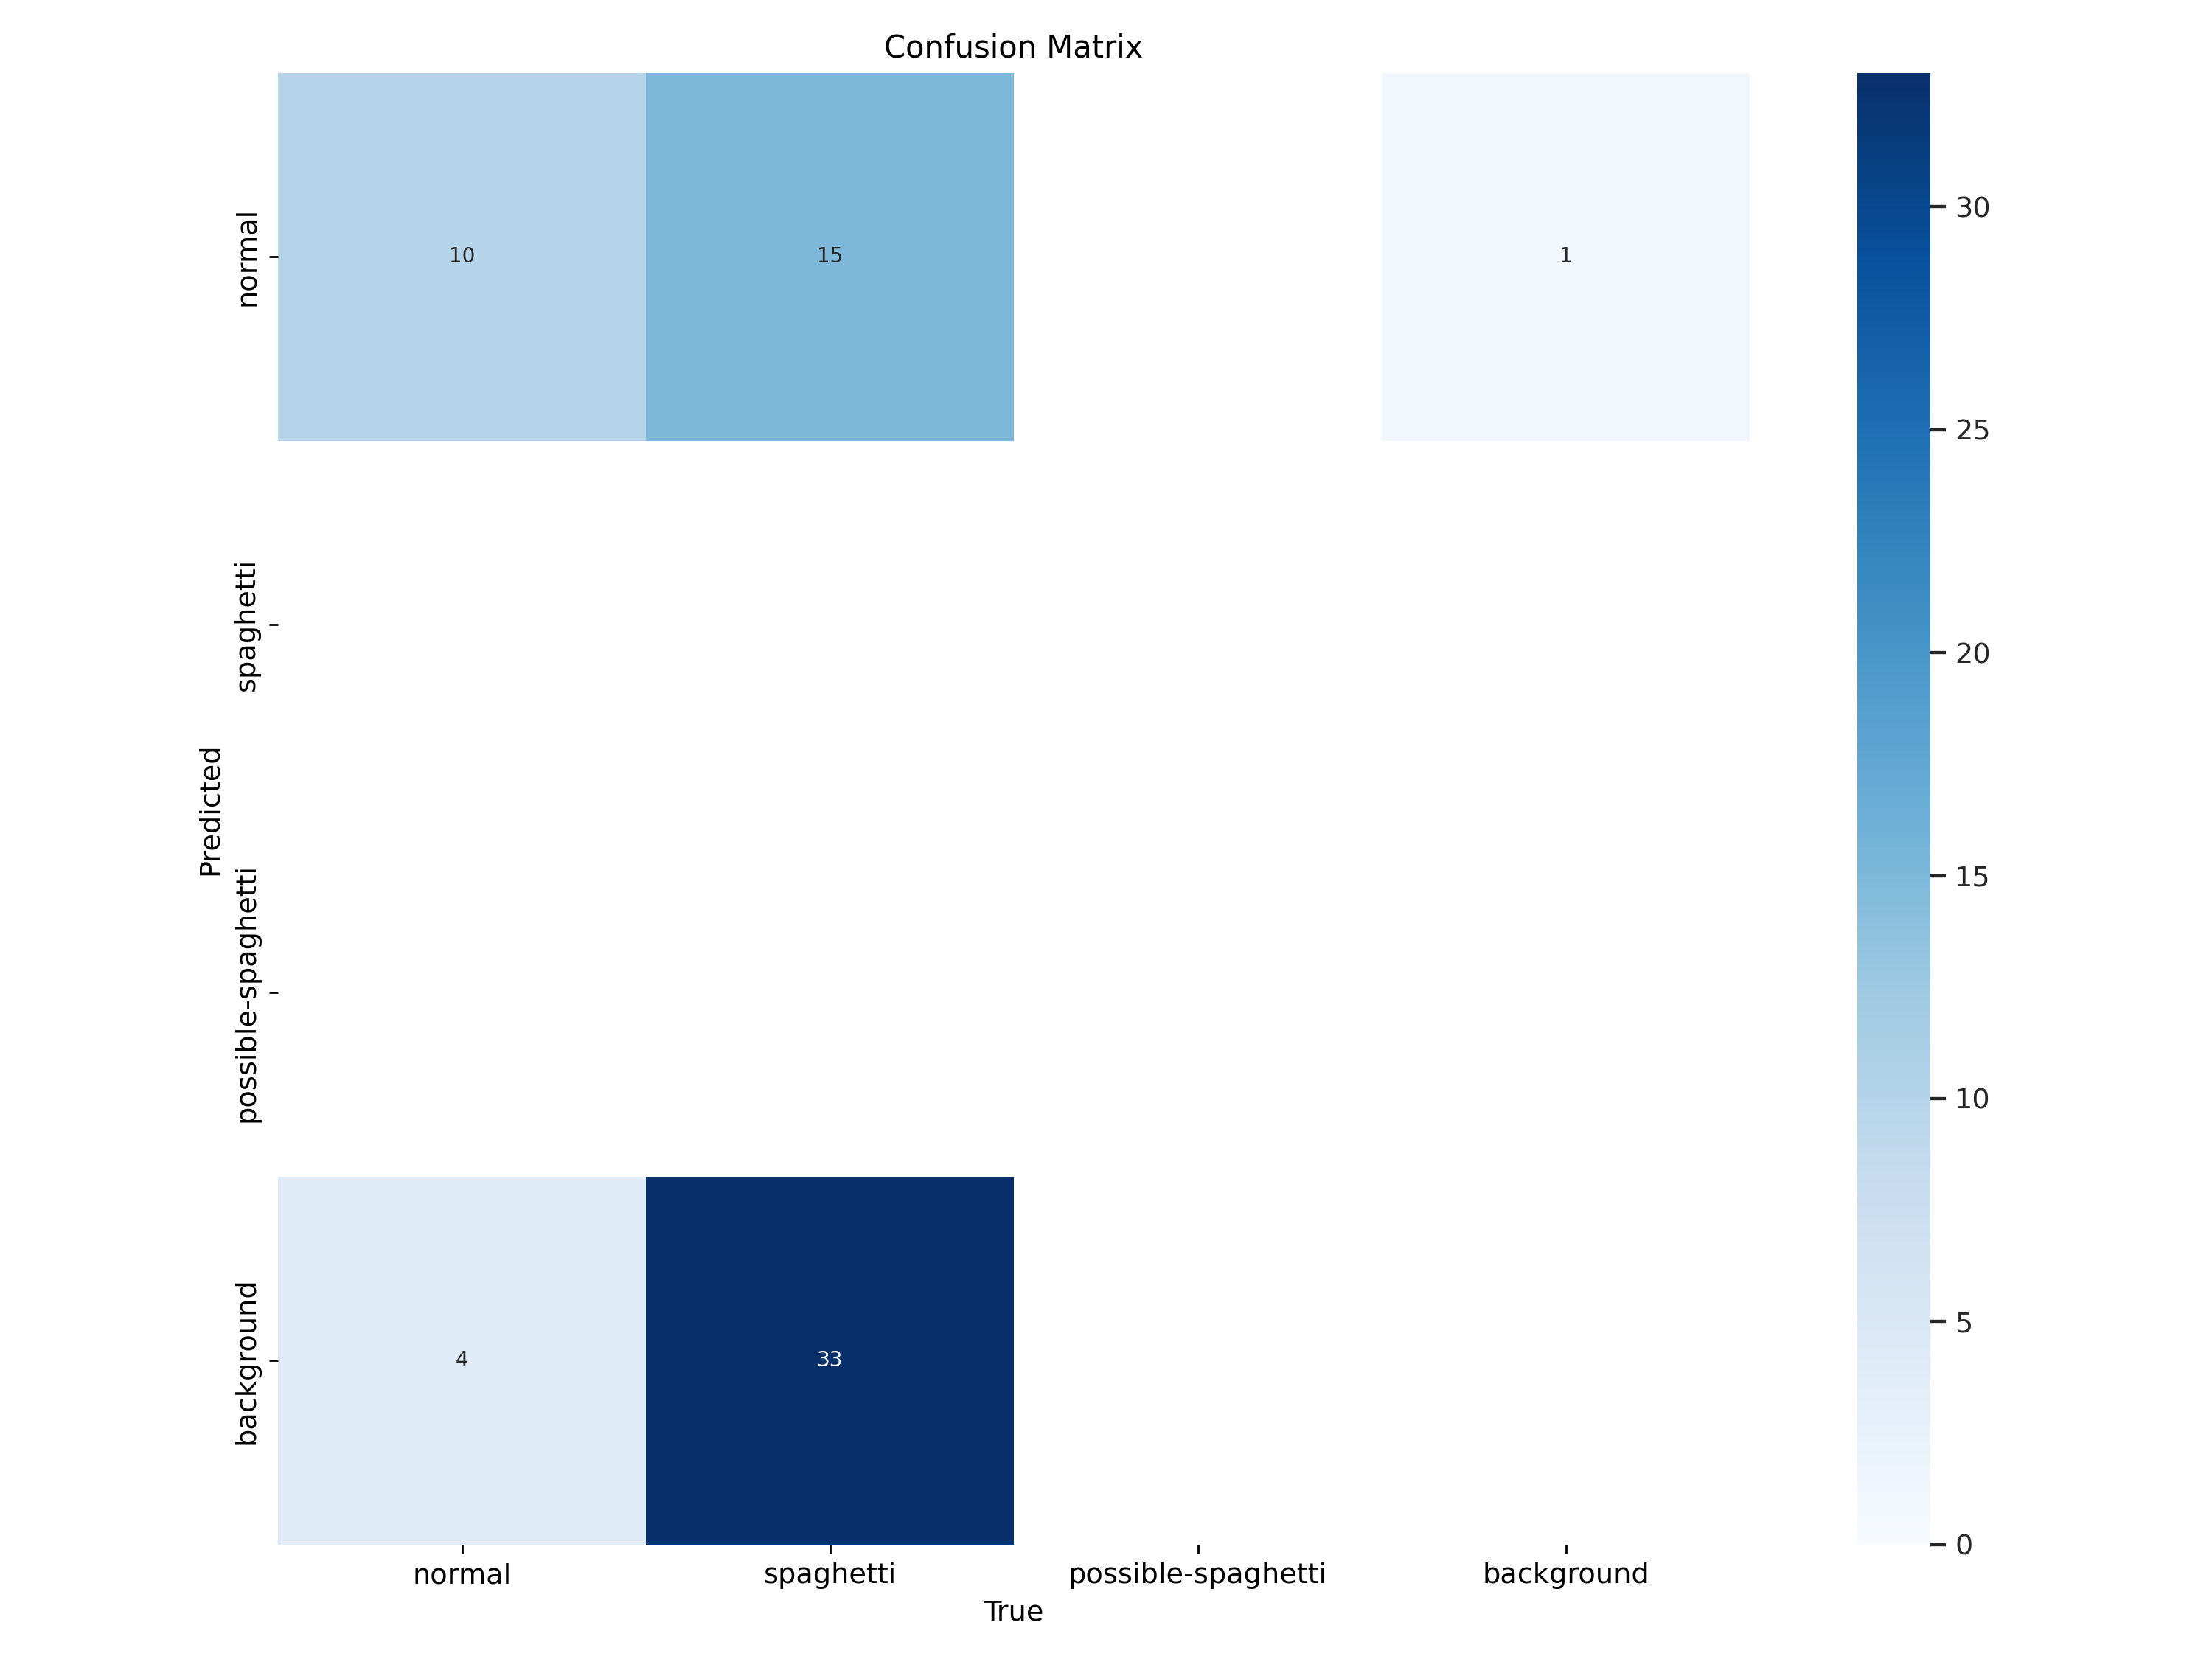 Confusion Matrix
normal
10
15
1
spaghetti
possible-spaghetti
background
4
33
Predicted
normal
spaghetti
possible-spaghetti
background
True
30
25
20
15
10
5
0